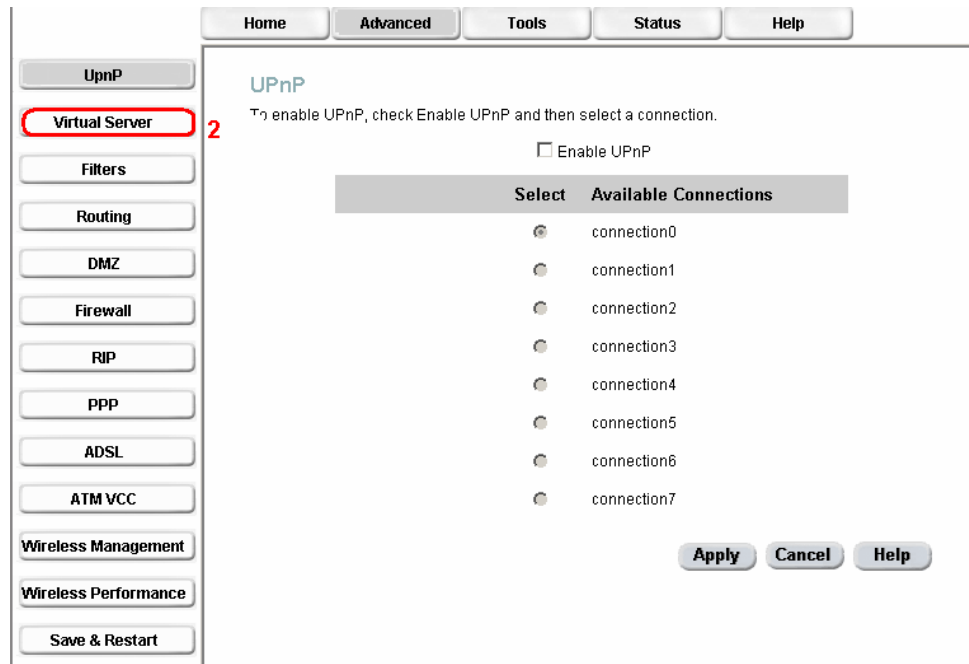 Home Advanced Tools Status Help
UpnP
Virtual Server
2
Filters
Routing
DMZ
Firewall
RIP
PPP
ADSL
ATM VCC
Wireless Management
Wireless Performance
Save & Restart
UPnP
To enable UPnP, check Enable UPnP and then select a connection.
Enable UPnP
Select Available Connections
connection0
connection1
connection2
connection3
connection4
connection5
connection6
connection7
Apply Cancel Help